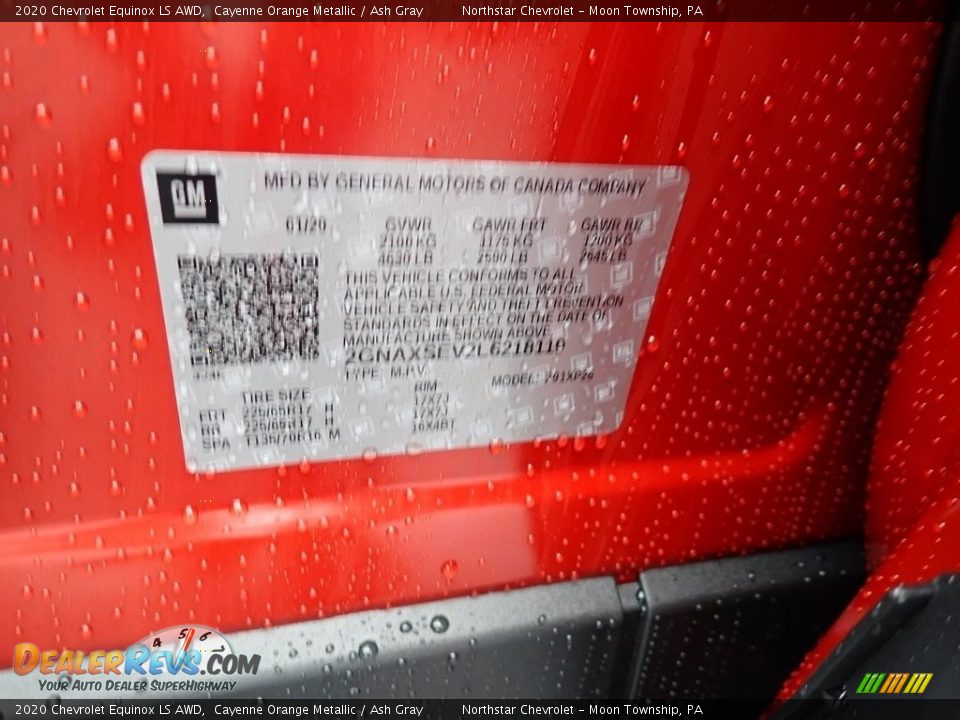 2020 Chevrolet Equinox LS AWD, Cayenne Orange Metallic / Ash Gray Northstar Chevrolet - Moon Township, PA
GM
MFD BY GENERAL MOTORS OF CANADA COMPANY
01/20 GVWR GAWR FRT GAWR RR
2100 KG 1175 KG 1200 KG
4630 LB 2590 LB 2645 LB
THIS VEHICLE CONFORMS TO ALL
APPLICABLE U.S. FEDERAL MOTOR
VEHICLE SAFETY AND THEFT PREVENTION
STANDARDS IN EFFECT ON THE DATE OF
MANUFACTURE SHOWN ABOVE.
2GNAXSEV2L6218119
TYPE: M.P.V. MODEL:
TIRE SIZE RIM
FRT 225/65R17 H 17X7J
RR 225/65R17 H 17X7J
SPA T135/70R16 M 16X4BT
4 5 6
DealerRevs.com
Your Auto Dealer SuperHighway
2020 Chevrolet Equinox LS AWD, Cayenne Orange Metallic / Ash Gray Northstar Chevrolet - Moon Township, PA